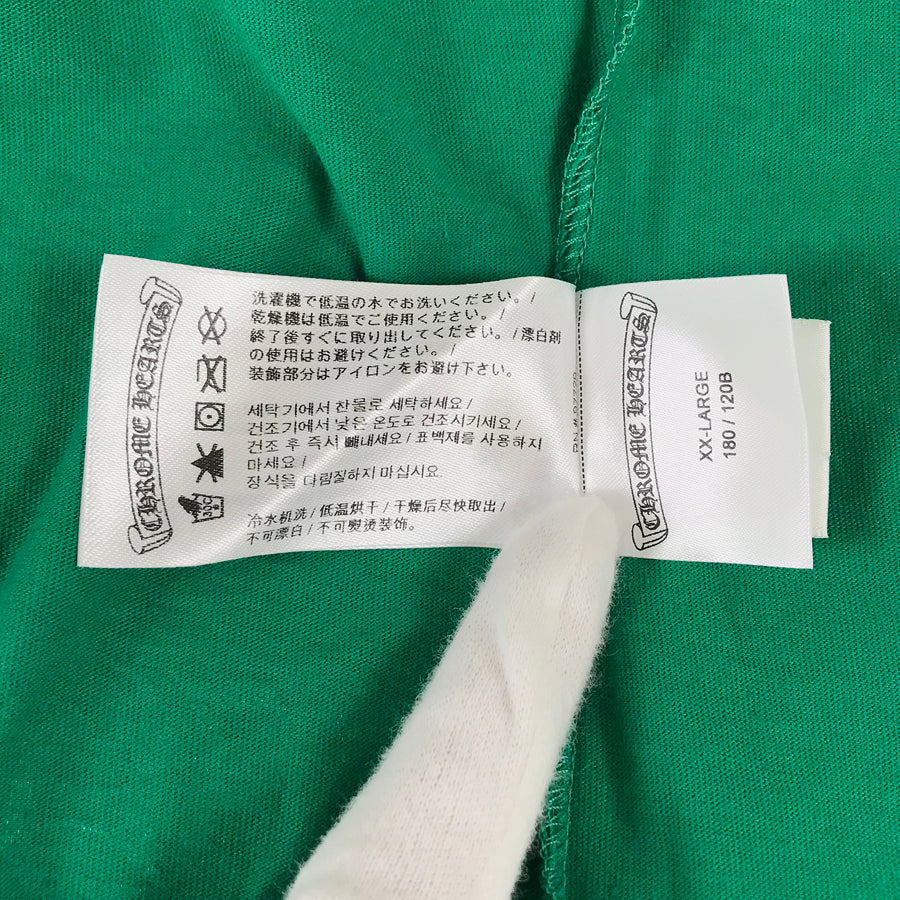 CHROME HEARTS
洗濯機で低温の水でお洗いください。/
乾燥機は低温でご使用ください。/
終了後すぐに取り出してください。/漂白剤
の使用はお避けください。/
装飾部分はアイロンをお避け下さい。
세탁기에서 찬물로 세탁하세요 /
건조기에서 낮은 온도로 건조시키세요 /
건조 후 즉시 빼내세요 / 표백제를 사용하지
마세요 /
장식을 다림질하지 마십시오.
冷水机洗/低温烘干/干燥后尽快取出/
不可漂白/不可熨烫装饰。
30C
CHROME HEARTS
XX-LARGE
180 / 120B